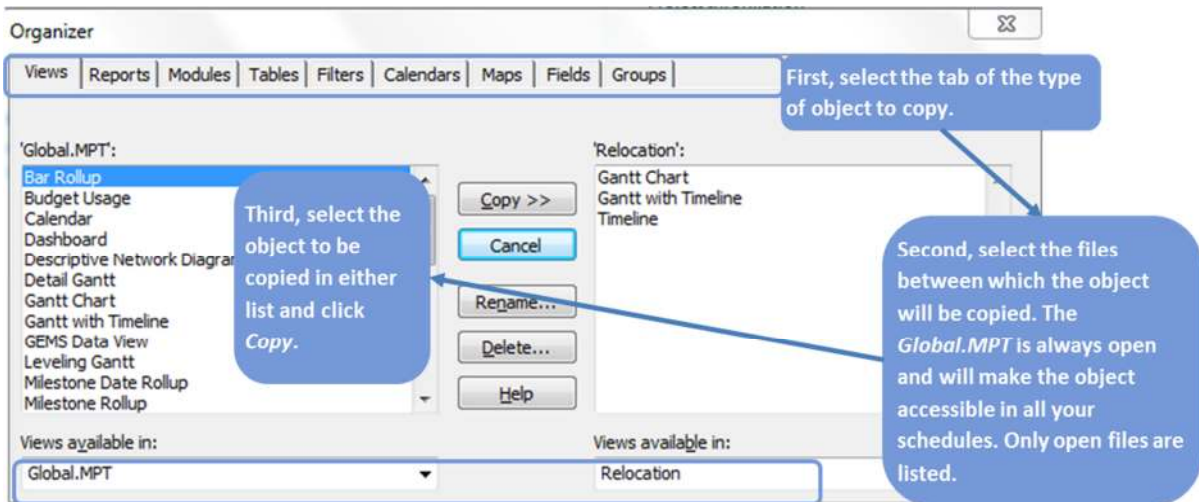 Organizer
Views Reports Modules Tables Filters Calendars Maps Fields Groups
First, select the tab of the type
of object to copy.
'Global.MPT':
Bar Rollup
Budget Usage
Calendar
Dashboard
Descriptive Network Diagram
Detail Gantt
Gantt Chart
Gantt with Timeline
GEMS Data View
Leveling Gantt
Milestone Date Rollup
Milestone Rollup
Third, select the
object to be
copied in either
list and click
Copy.
Copy >>
Cancel
Rename...
Delete...
Help
'Relocation':
Gantt Chart
Gantt with Timeline
Timeline
Second, select the files
between which the object
will be copied. The
Global.MPT is always open
and will make the object
accessible in all your
schedules. Only open files are
listed.
Views available in:
Global.MPT
Views available in:
Relocation